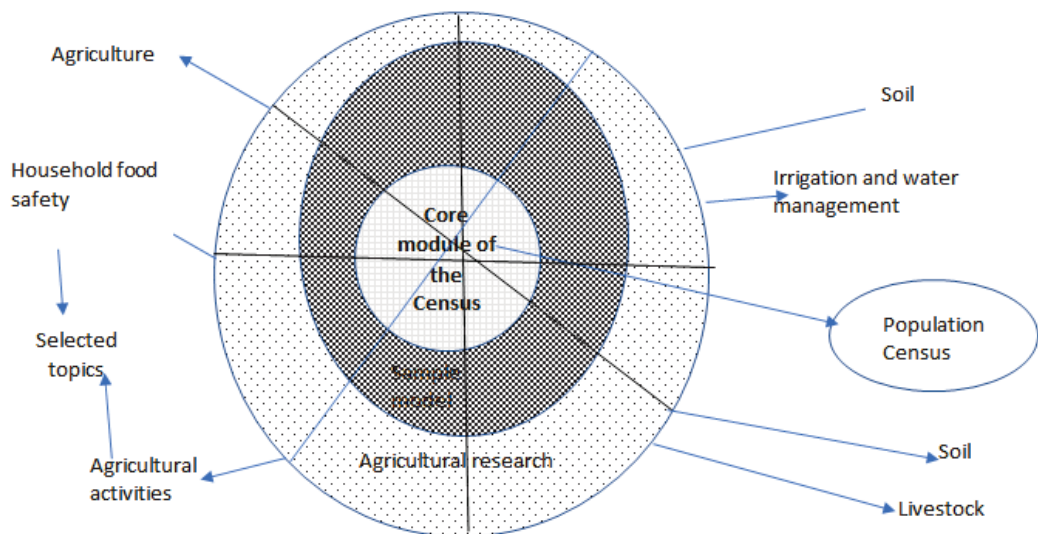 Agriculture
Soil
Household food
safety
Irrigation and water
management
Core
module of
the
Census
Population
Census
Selected
topics
Sample
model
Agricultural research
Agricultural
activities
Soil
Livestock